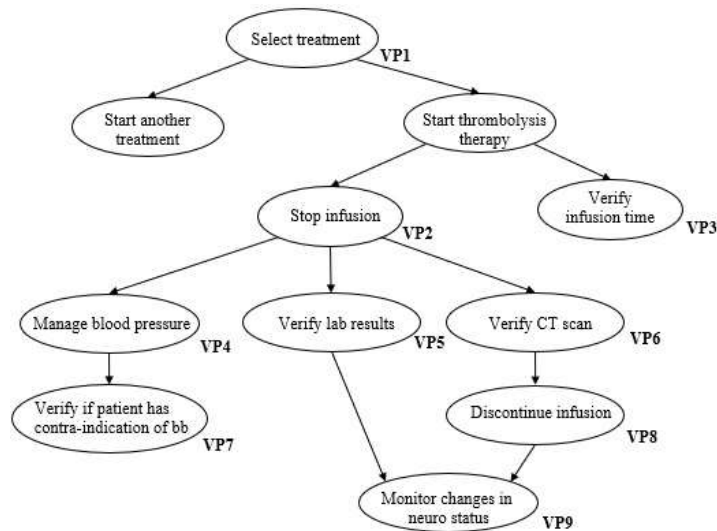 Select treatment
VP1
Start another
treatment
Start thrombolysis
therapy
Verify
infusion time
VP3
Stop infusion
VP2
Manage blood pressure
VP4
Verify lab results
VP5
Verify CT scan
VP6
Verify if patient has
contra-indication of bb
VP7
Discontinue infusion
VP8
Monitor changes in
neuro status
VP9